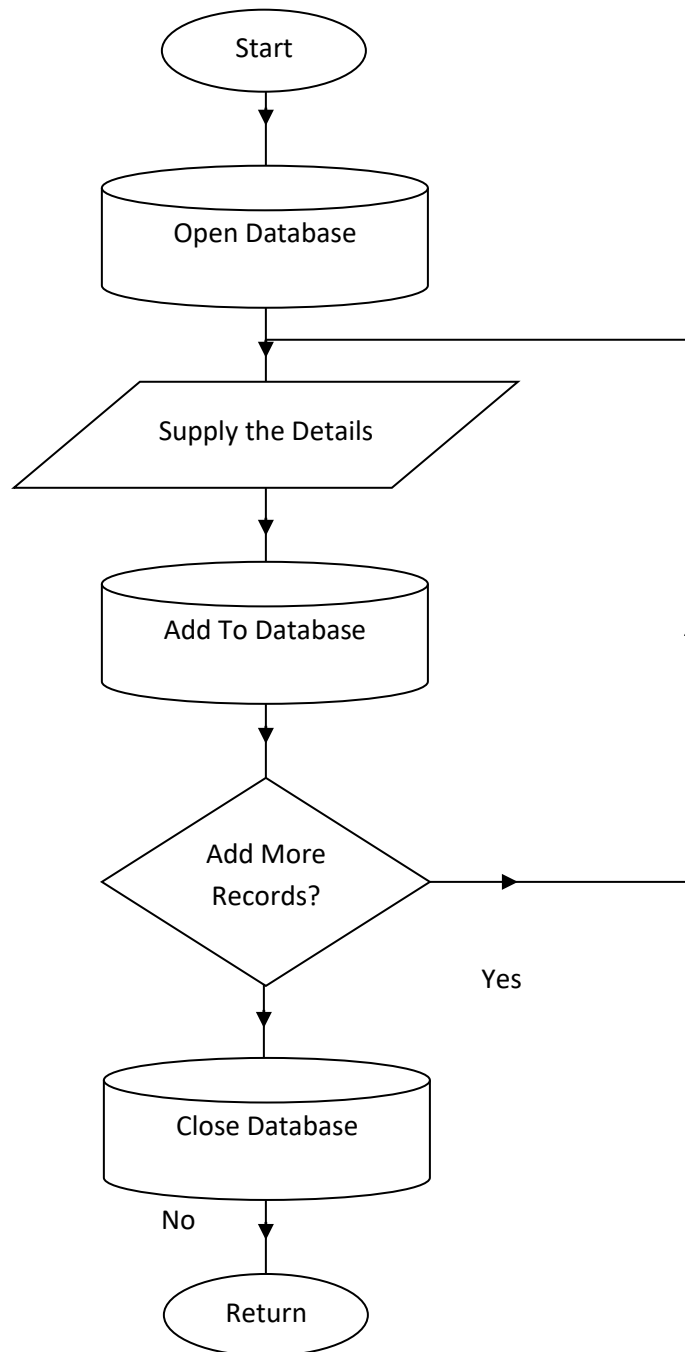 Start
Open Database
Supply the Details
Add To Database
Add More
Records?
Yes
Close Database
No
Return